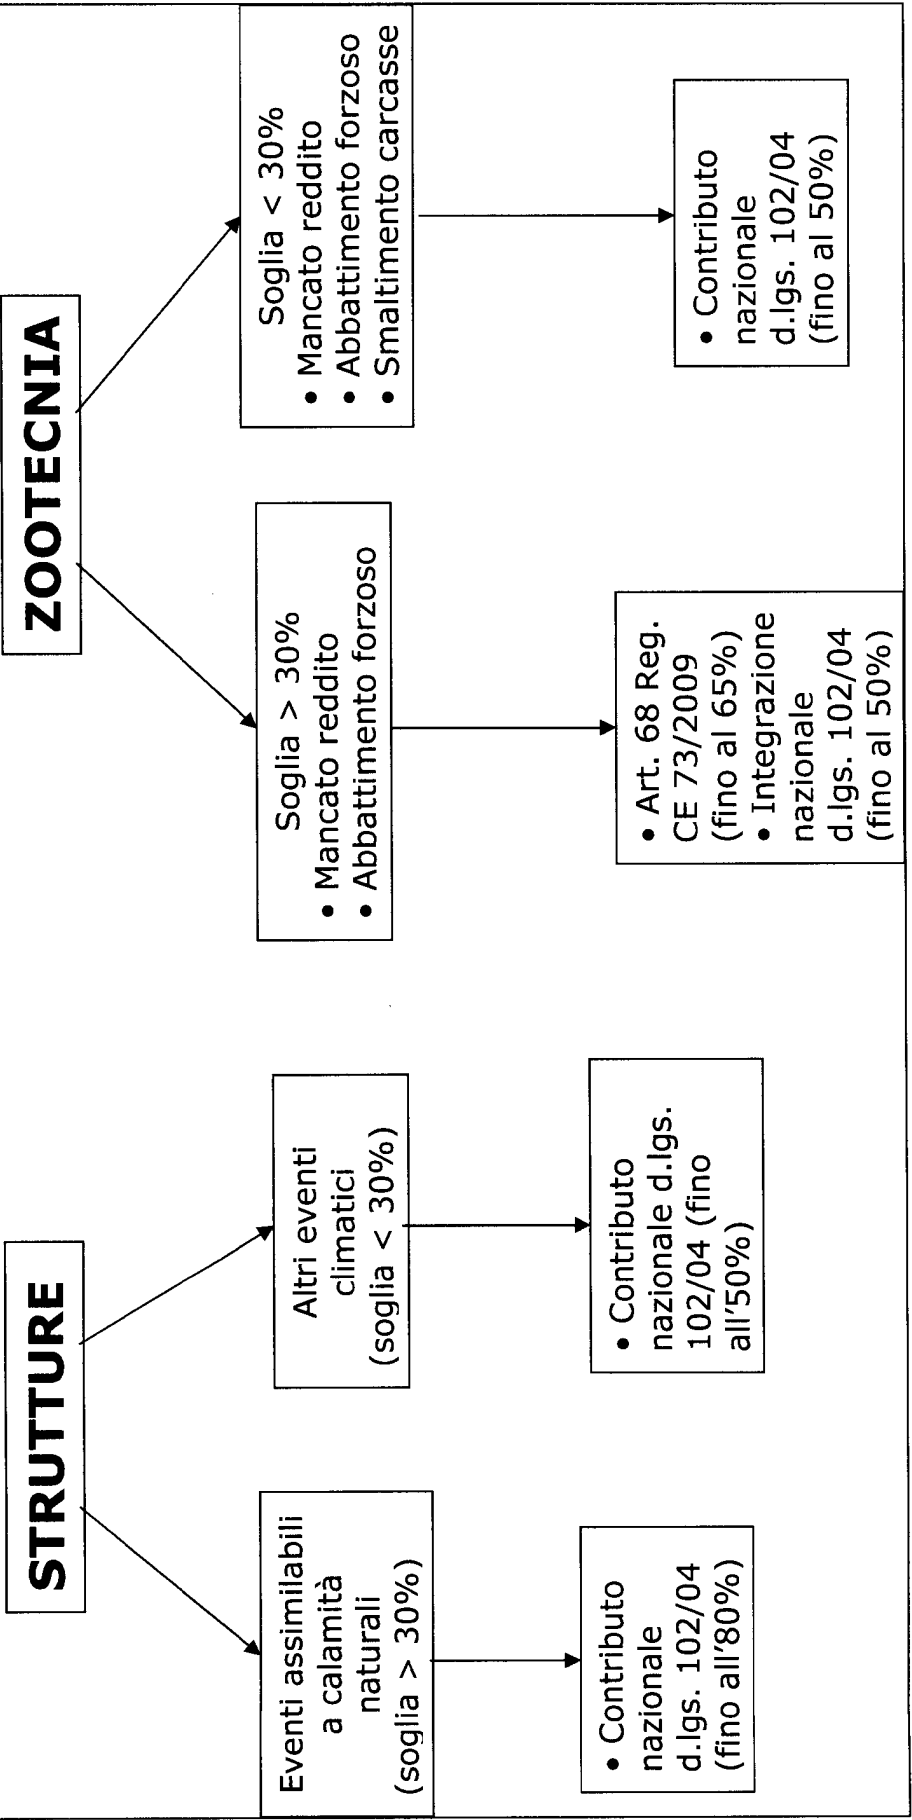 STRUTTURE
Eventi assimilabili
a calamità
naturali
(soglia > 30%)
• Contributo
nazionale
d.lgs. 102/04
(fino all'80%)
Altri eventi
climatici
(soglia < 30%)
• Contributo
nazionale d.lgs.
102/04 (fino
all'50%)
ZOOTECNIA
Soglia > 30%
• Mancato reddito
• Abbattimento forzoso
• Art. 68 Reg.
CE 73/2009
(fino al 65%)
• Integrazione
nazionale
d.lgs. 102/04
(fino al 50%)
Soglia < 30%
• Mancato reddito
• Abbattimento forzoso
• Smaltimento carcasse
• Contributo
nazionale
d.lgs. 102/04
(fino al 50%)